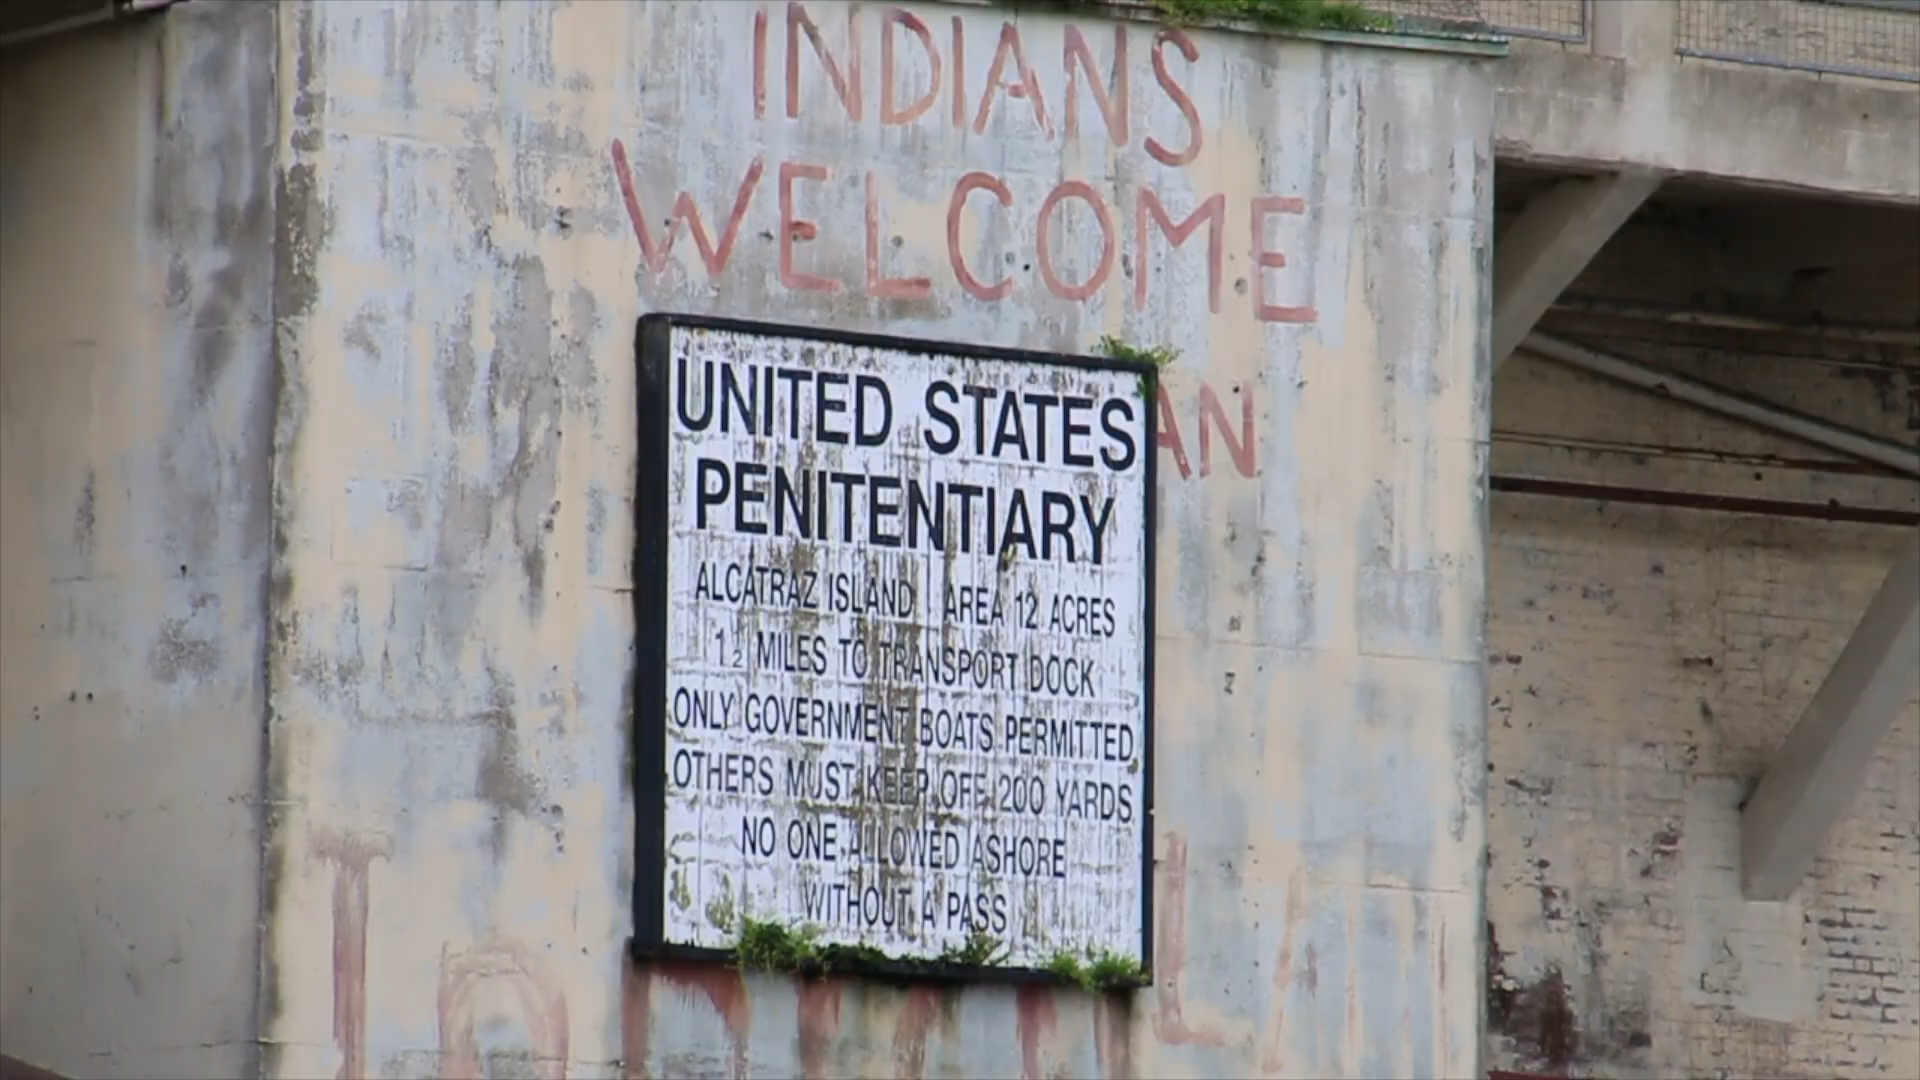 INDIANS
WELCOME
UNITED STATES
AN
PENITENTIARY
ALCATRAZ ISLAND AREA 12 ACRES
1½ MILES TO TRANSPORT DOCK
ONLY GOVERNMENT BOATS PERMITTED
OTHERS MUST KEEP OFF 200 YARDS
NO ONE ALLOWED ASHORE
WITHOUT A PASS